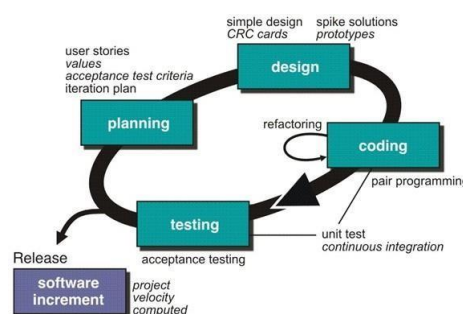 simple design
CRC cards
spike solutions
prototypes
user stories
values
acceptance test criteria
iteration plan
design
planning
refactoring
coding
pair programming
testing
unit test
continuous integration
acceptance testing
Release
software
increment
project
velocity
computed